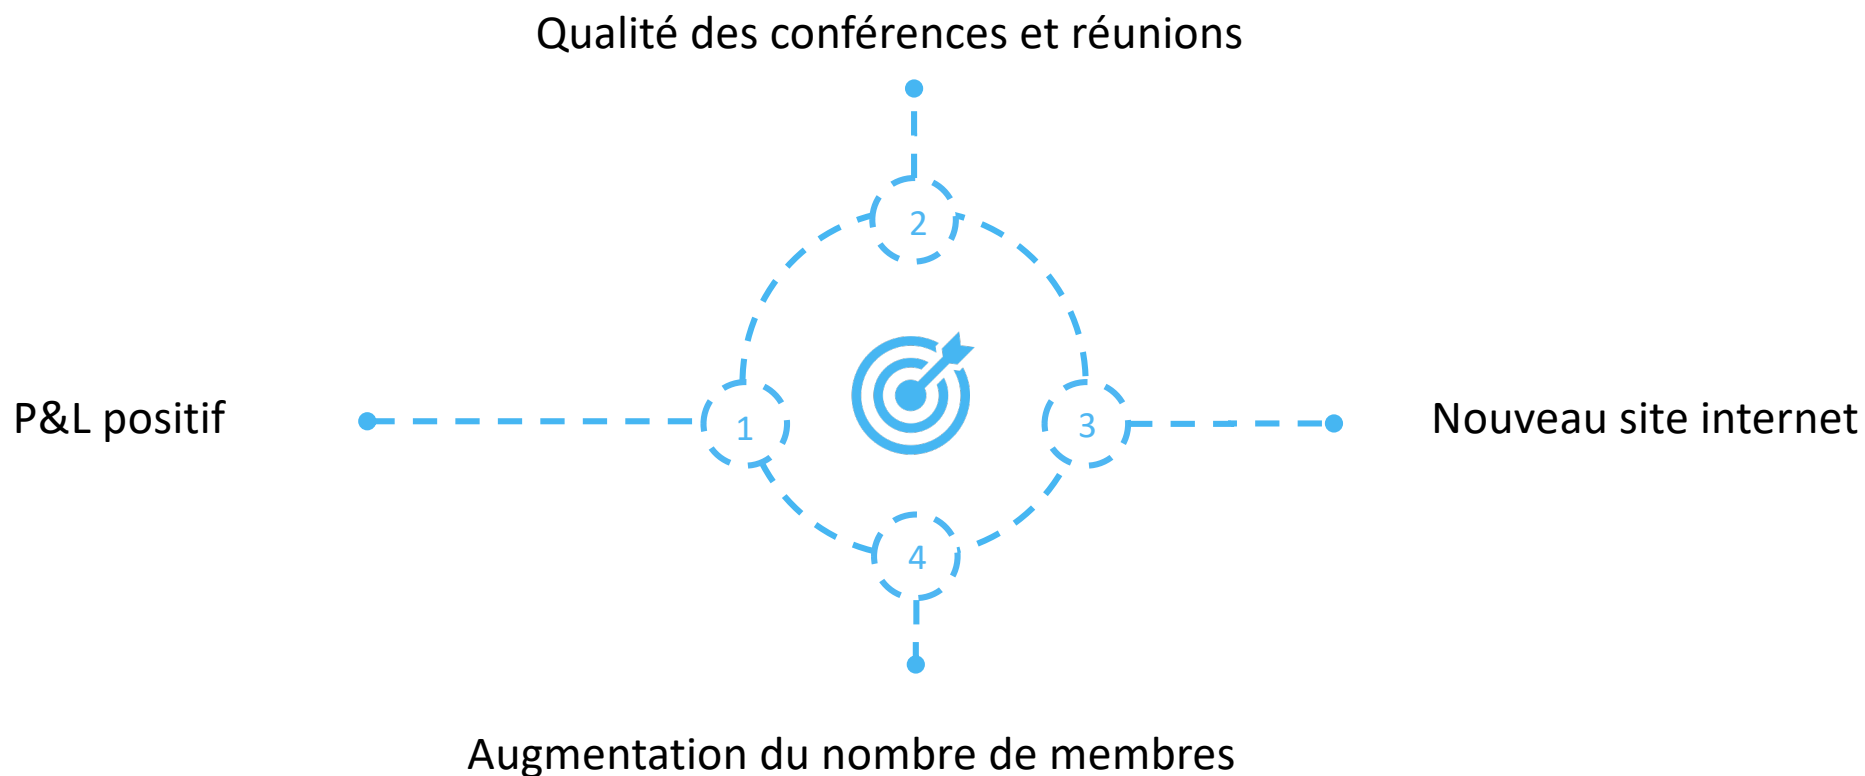 Qualité des conférences et réunions
2
P&L positif
1
3
Nouveau site internet
4
Augmentation du nombre de membres